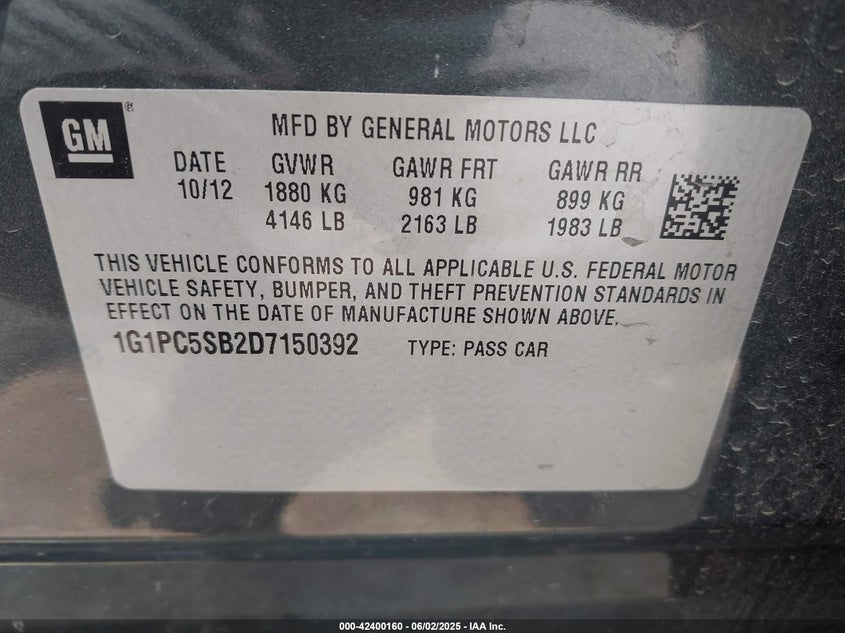 GM ®
MFD BY GENERAL MOTORS LLC
DATE GVWR GAWR FRT GAWR RR
10/12 1880 KG 981 KG 899 KG
4146 LB 2163 LB 1983 LB
THIS VEHICLE CONFORMS TO ALL APPLICABLE U.S. FEDERAL MOTOR
VEHICLE SAFETY, BUMPER, AND THEFT PREVENTION STANDARDS IN
EFFECT ON THE DATE OF MANUFACTURE SHOWN ABOVE.
1G1PC5SB2D7150392 TYPE: PASS CAR
000-42400160 - 06/02/2025 - IAA Inc.